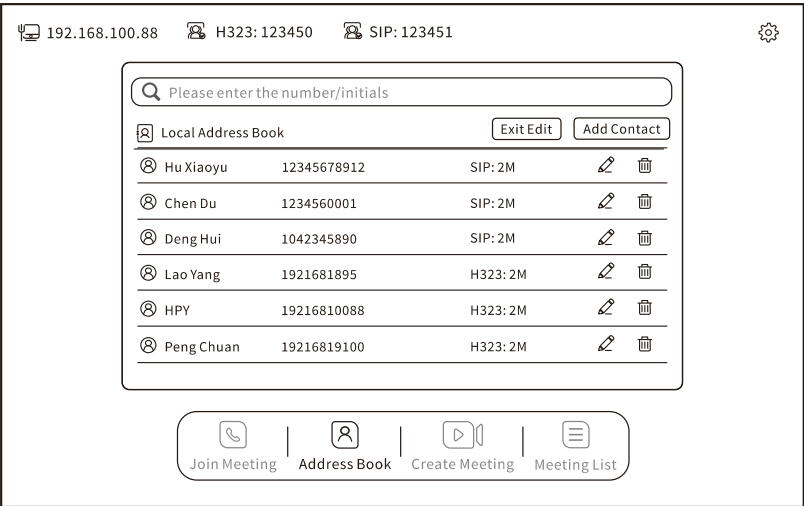 192.168.100.88 H323: 123450 SIP: 123451
Please enter the number/initials
Local Address Book Exit Edit Add Contact
Hu Xiaoyu 12345678912 SIP: 2M
Chen Du 1234560001 SIP: 2M
Deng Hui 1042345890 SIP: 2M
Lao Yang 1921681895 H323: 2M
HPY 19216810088 H323: 2M
Peng Chuan 19216819100 H323: 2M
Join Meeting Address Book Create Meeting Meeting List